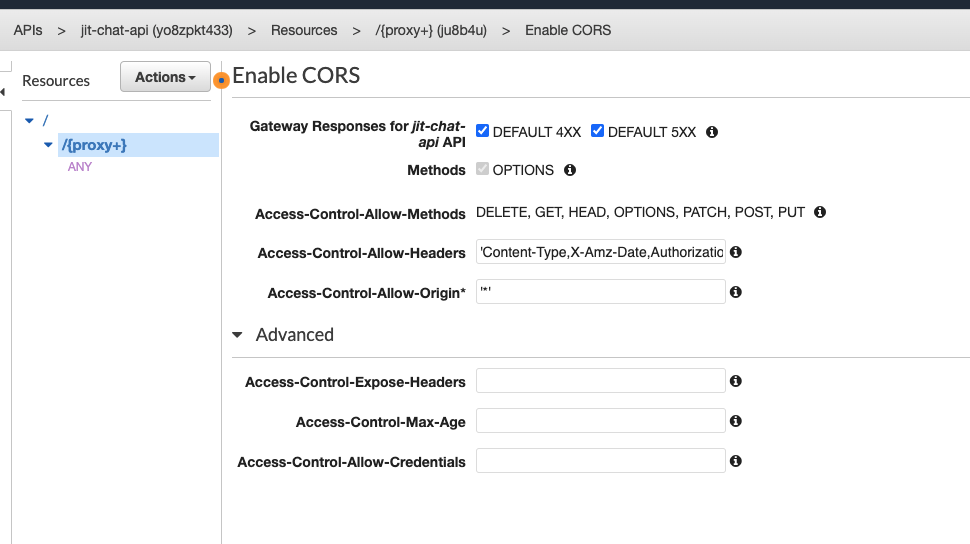 APIs > jit-chat-api (yo8zpkt433) > Resources > /{proxy+} (ju8b4u) > Enable CORS
Resources
Actions
/
/{proxy+}
ANY
Enable CORS
Gateway Responses for jit-chat-
api API
DEFAULT 4XX DEFAULT 5XX
Methods OPTIONS
Access-Control-Allow-Methods DELETE, GET, HEAD, OPTIONS, PATCH, POST, PUT
Access-Control-Allow-Headers 'Content-Type,X-Amz-Date,Authorizatio
Access-Control-Allow-Origin* '*'
Advanced
Access-Control-Expose-Headers
Access-Control-Max-Age
Access-Control-Allow-Credentials